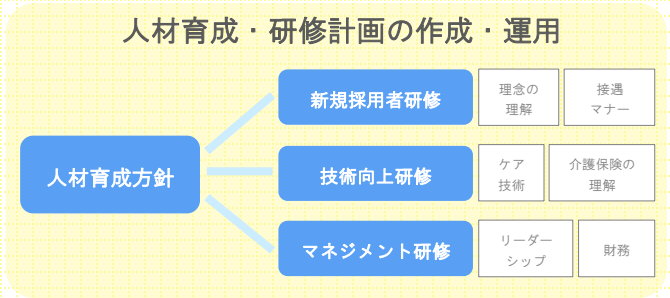 人材育成・研修計画の作成・運用
新規採用者研修
理念の
理解
接遇
マナー
人材育成方針
技術向上研修
ケア
技術
介護保険の
理解
マネジメント研修
リーダー
シップ
財務